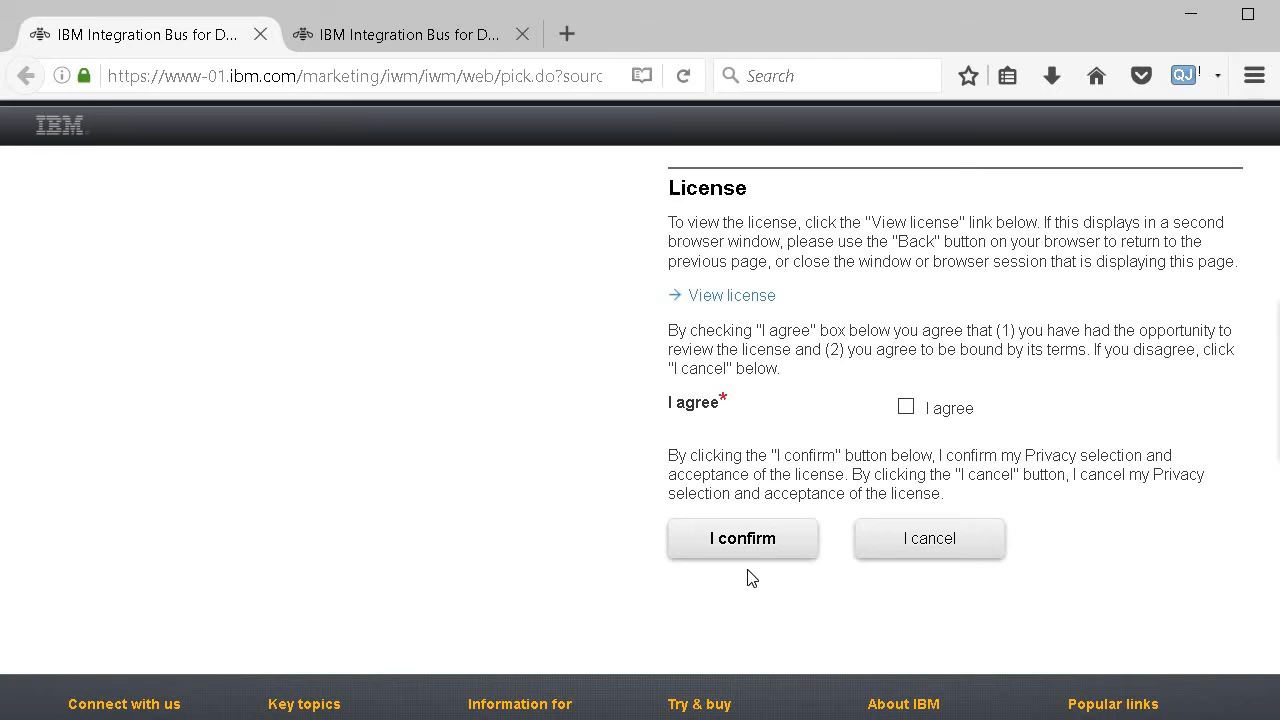 IBM Integration Bus for D...
IBM Integration Bus for D...
https://www-01.ibm.com/marketing/iwm/iwm/web/pick.do?sourc
Search
QJ !
IBM
License
To view the license, click the "View license" link below. If this displays in a second
browser window, please use the "Back" button on your browser to return to the
previous page, or close the window or browser session that is displaying this page.
→ View license
By checking "I agree" box below you agree that (1) you have had the opportunity to
review the license and (2) you agree to be bound by its terms. If you disagree, click
"I cancel" below.
I agree*
I agree
By clicking the "I confirm" button below, I confirm my Privacy selection and
acceptance of the license. By clicking the "I cancel" button, I cancel my Privacy
selection and acceptance of the license.
I confirm I cancel
Connect with us Key topics Information for Try & buy About IBM Popular links